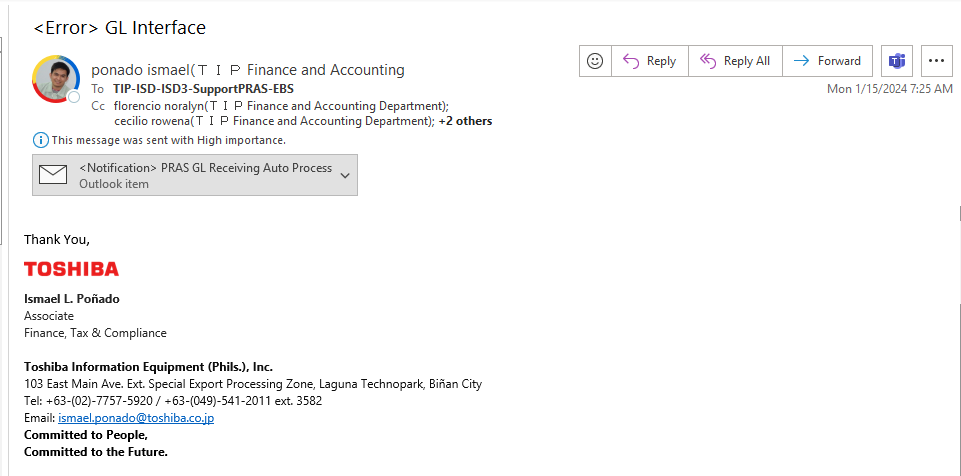 <Error> GL Interface
ponado ismael(ＴＩＰ Finance and Accounting
To TIP-ISD-ISD3-SupportPRAS-EBS
Cc florencio noralyn(ＴＩＰ Finance and Accounting Department);
cecilio rowena(ＴＩＰ Finance and Accounting Department); +2 others
Reply Reply All Forward
Mon 1/15/2024 7:25 AM
This message was sent with High importance.
<Notification> PRAS GL Receiving Auto Process
Outlook item
Thank You,
TOSHIBA
Ismael L. Poñado
Associate
Finance, Tax & Compliance
Toshiba Information Equipment (Phils.), Inc.
103 East Main Ave. Ext. Special Export Processing Zone, Laguna Technopark, Biñan City
Tel: +63-(02)-7757-5920 / +63-(049)-541-2011 ext. 3582
Email: ismael.ponado@toshiba.co.jp
Committed to People,
Committed to the Future.